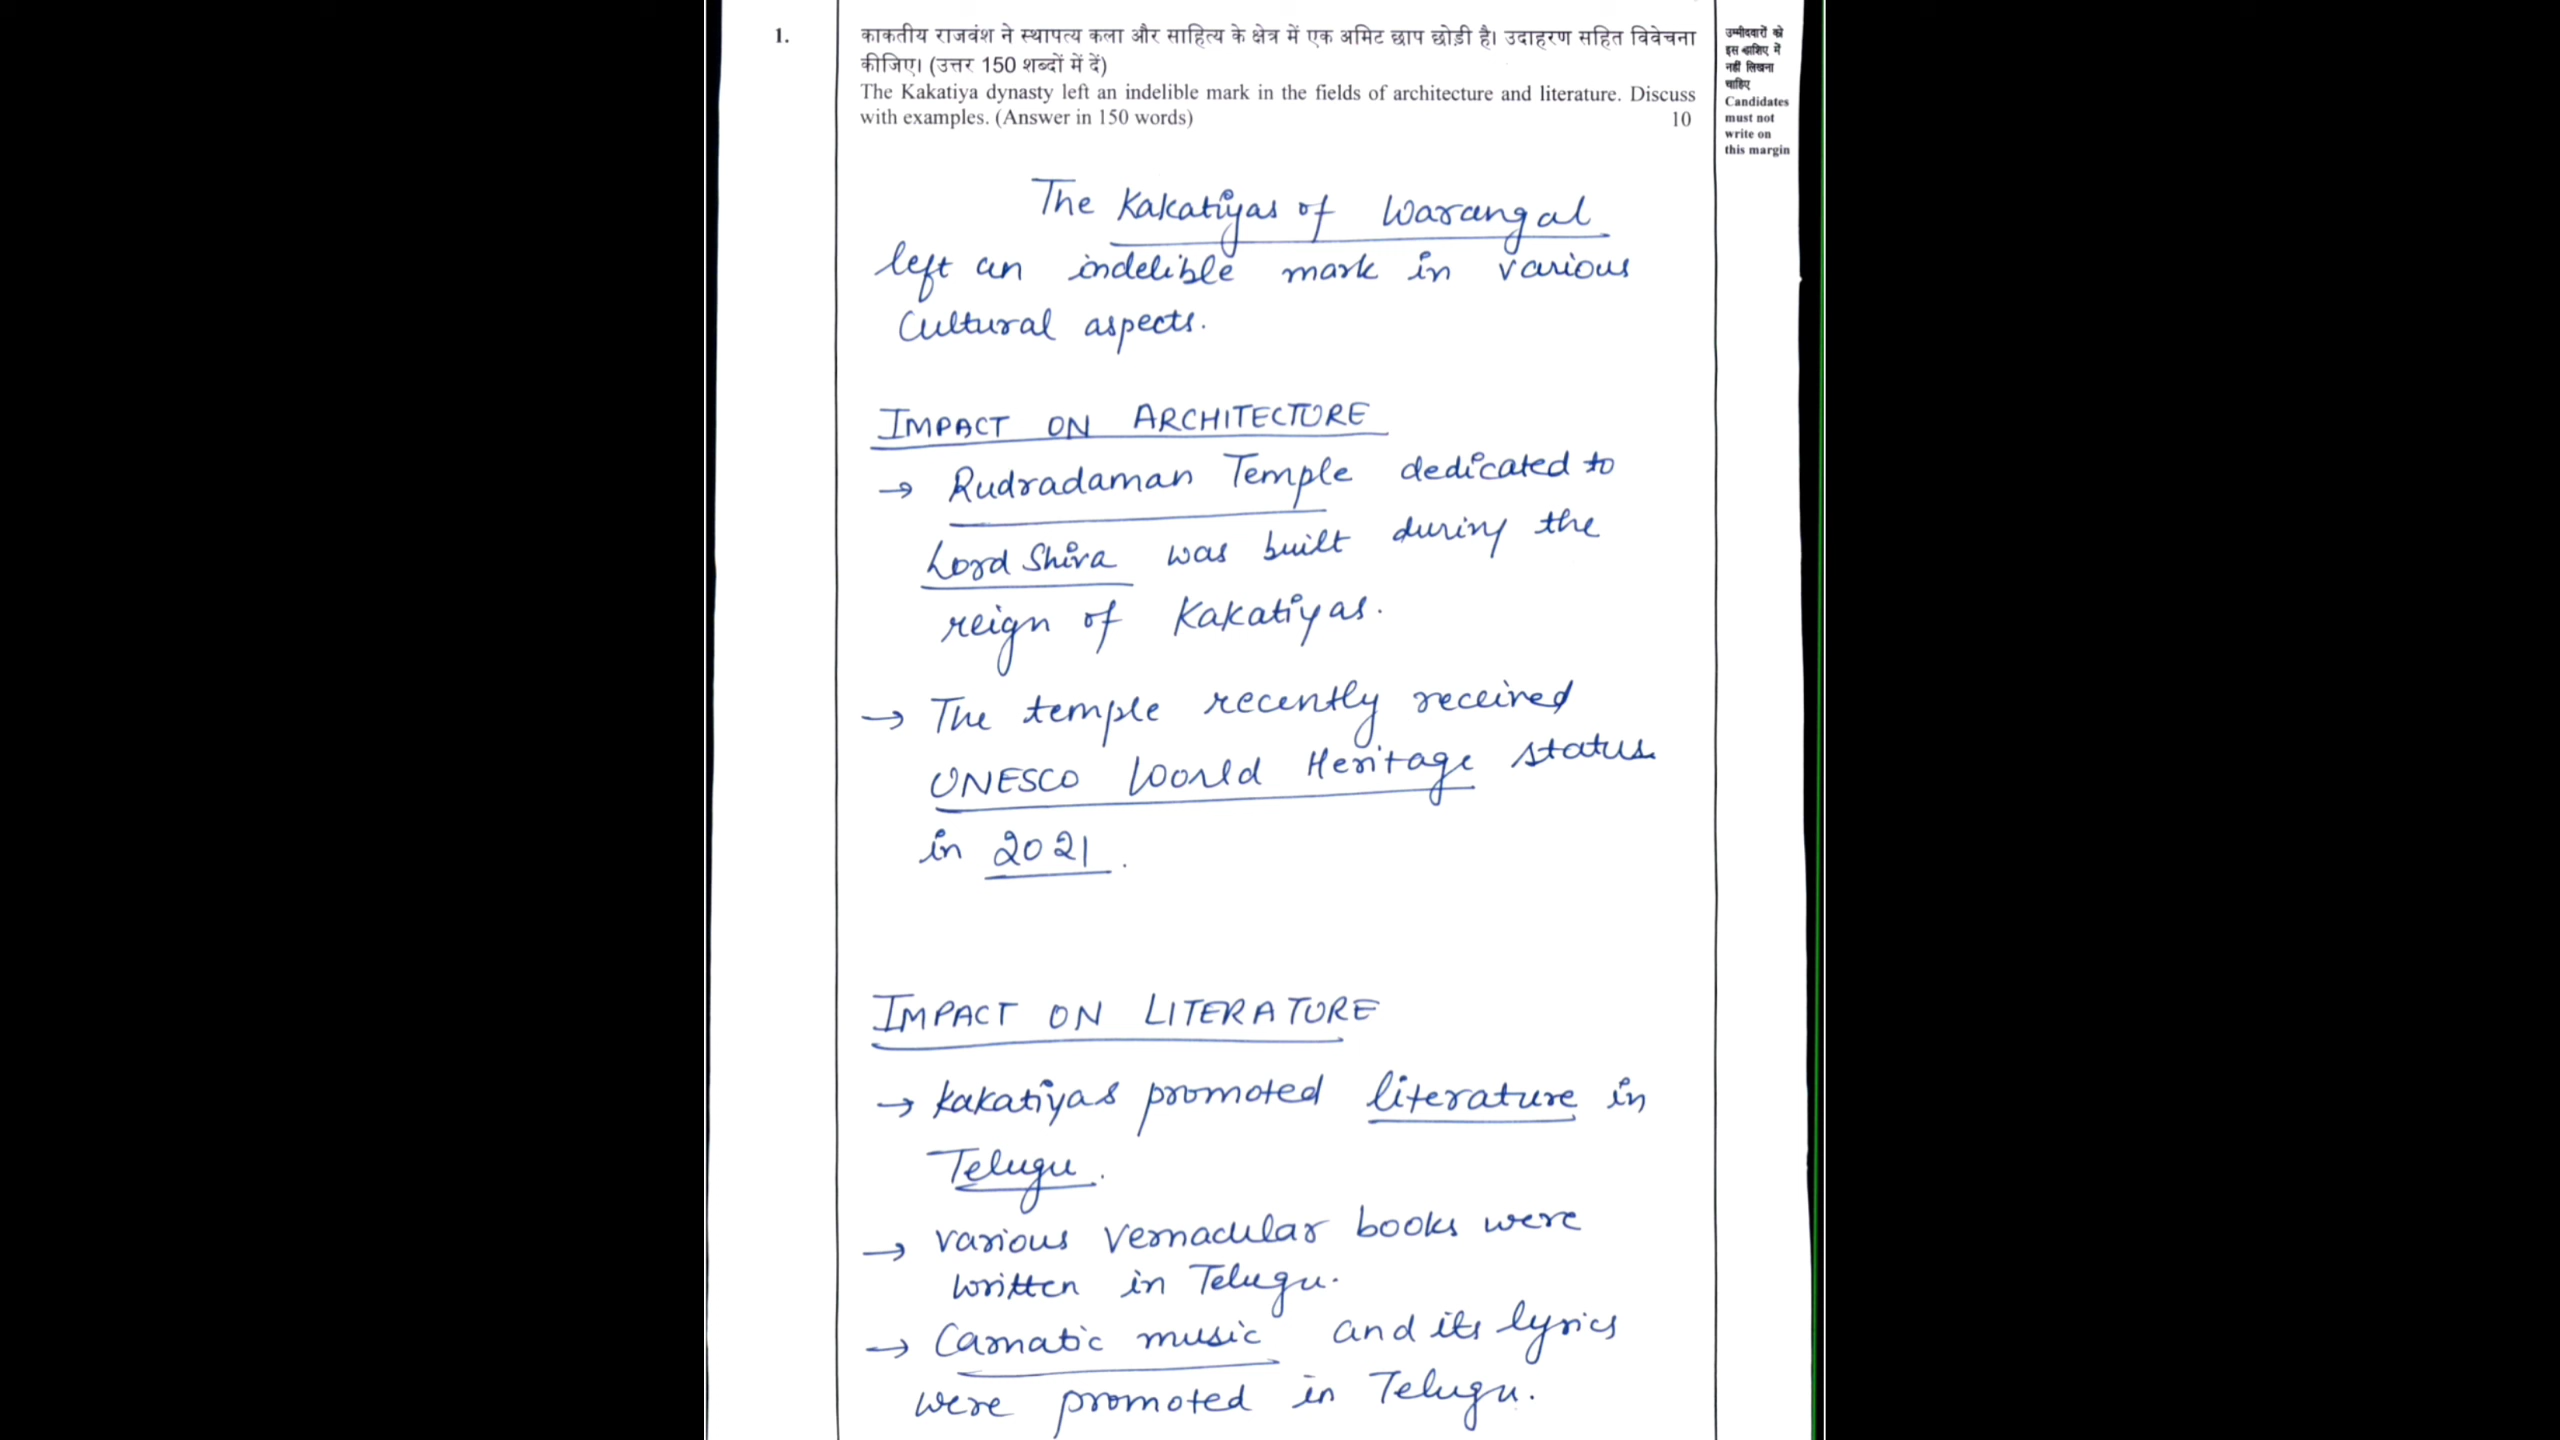 1.
काकतीय राजवंश ने स्थापत्य कला और साहित्य के क्षेत्र में एक अमिट छाप छोड़ी है। उदाहरण सहित विवेचना
कीजिए। (उत्तर 150 शब्दों में दें)
The Kakatiya dynasty left an indelible mark in the fields of architecture and literature. Discuss
with examples. (Answer in 150 words) 10
उम्मीदवारों को
इस हाशिए में
नहीं लिखना
चाहिए
Candidates
must not
write on
this margin
The Kakatiyas of Warangal
left an indelible mark in various
Cultural aspects.
IMPACT ON ARCHITECTURE
→ Rudradaman Temple dedicated to
Lord Shiva was built during the
reign of Kakatiyas.
→ The temple recently received
UNESCO World Heritage status
in 2021.
IMPACT ON LITERATURE
→ Kakatiyas promoted literature in
Telugu.
→ various vernacular books were
written in Telugu.
→ Carnatic music and its lyrics
were promoted in Telugu.